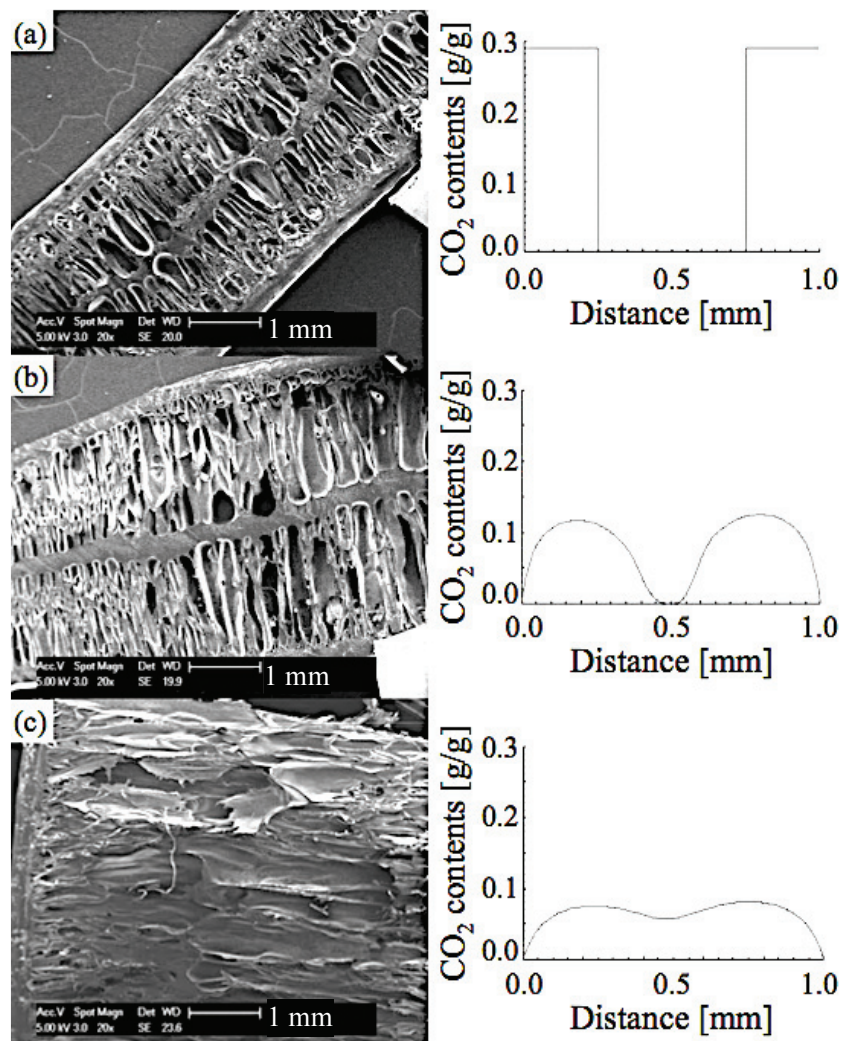 (a)
Acc.V Spot Magn Det WD
5.00 kV 3.0 20x SE 20.0
1 mm
CO2 contents [g/g]
0.3
0.2
0.1
0.0
0.0 0.5 1.0
Distance [mm]
(b)
Acc.V Spot Magn Det WD
5.00 kV 3.0 20x SE 19.9
1 mm
CO2 contents [g/g]
0.3
0.2
0.1
0.0
0.0 0.5 1.0
Distance [mm]
(c)
Acc.V Spot Magn Det WD
5.00 kV 3.0 20x SE 23.6
1 mm
CO2 contents [g/g]
0.3
0.2
0.1
0.0
0.0 0.5 1.0
Distance [mm]